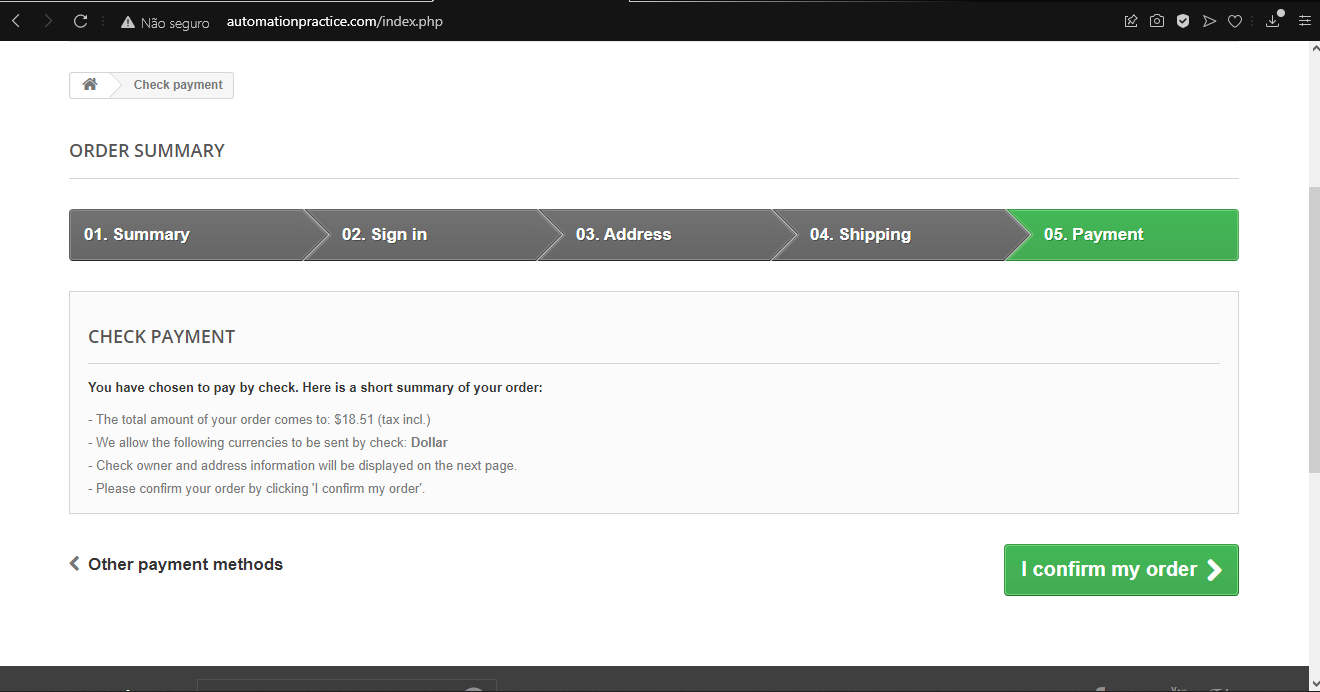 Não seguro automationpractice.com/index.php
Check payment
ORDER SUMMARY
01. Summary 02. Sign in 03. Address 04. Shipping 05. Payment
CHECK PAYMENT
You have chosen to pay by check. Here is a short summary of your order:
- The total amount of your order comes to: $18.51 (tax incl.)
- We allow the following currencies to be sent by check: Dollar
- Check owner and address information will be displayed on the next page.
- Please confirm your order by clicking 'I confirm my order'.
Other payment methods
I confirm my order